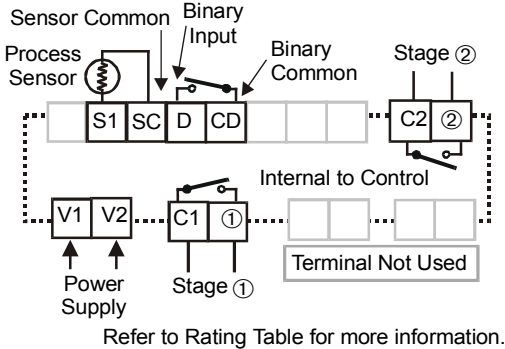 Sensor Common
Binary
Input
Process
Sensor
Binary
Common
Stage ②
S1 SC D CD
C2 ②
Internal to Control
V1 V2
C1 ①
Terminal Not Used
Power
Supply
Stage ①
Refer to Rating Table for more information.